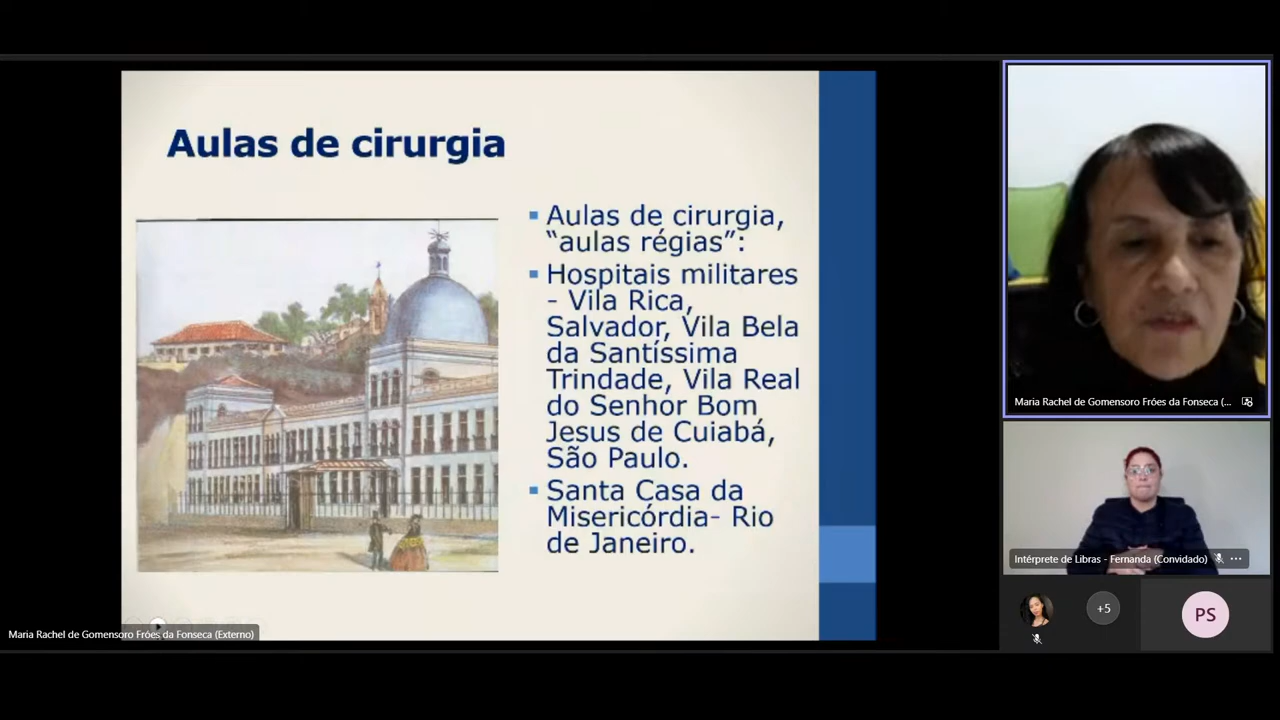 Aulas de cirurgia
▪ Aulas de cirurgia,
“aulas régias”:
▪ Hospitais militares
- Vila Rica,
Salvador, Vila Bela
da Santíssima
Trindade, Vila Real
do Senhor Bom
Jesus de Cuiabá,
São Paulo.
▪ Santa Casa da
Misericórdia- Rio
de Janeiro.
Maria Rachel de Gomensoro Fróes da Fonseca (Externo)
Maria Rachel de Gomensoro Fróes da Fonseca (...
Intérprete de Libras - Fernanda (Convidado)
+5
PS